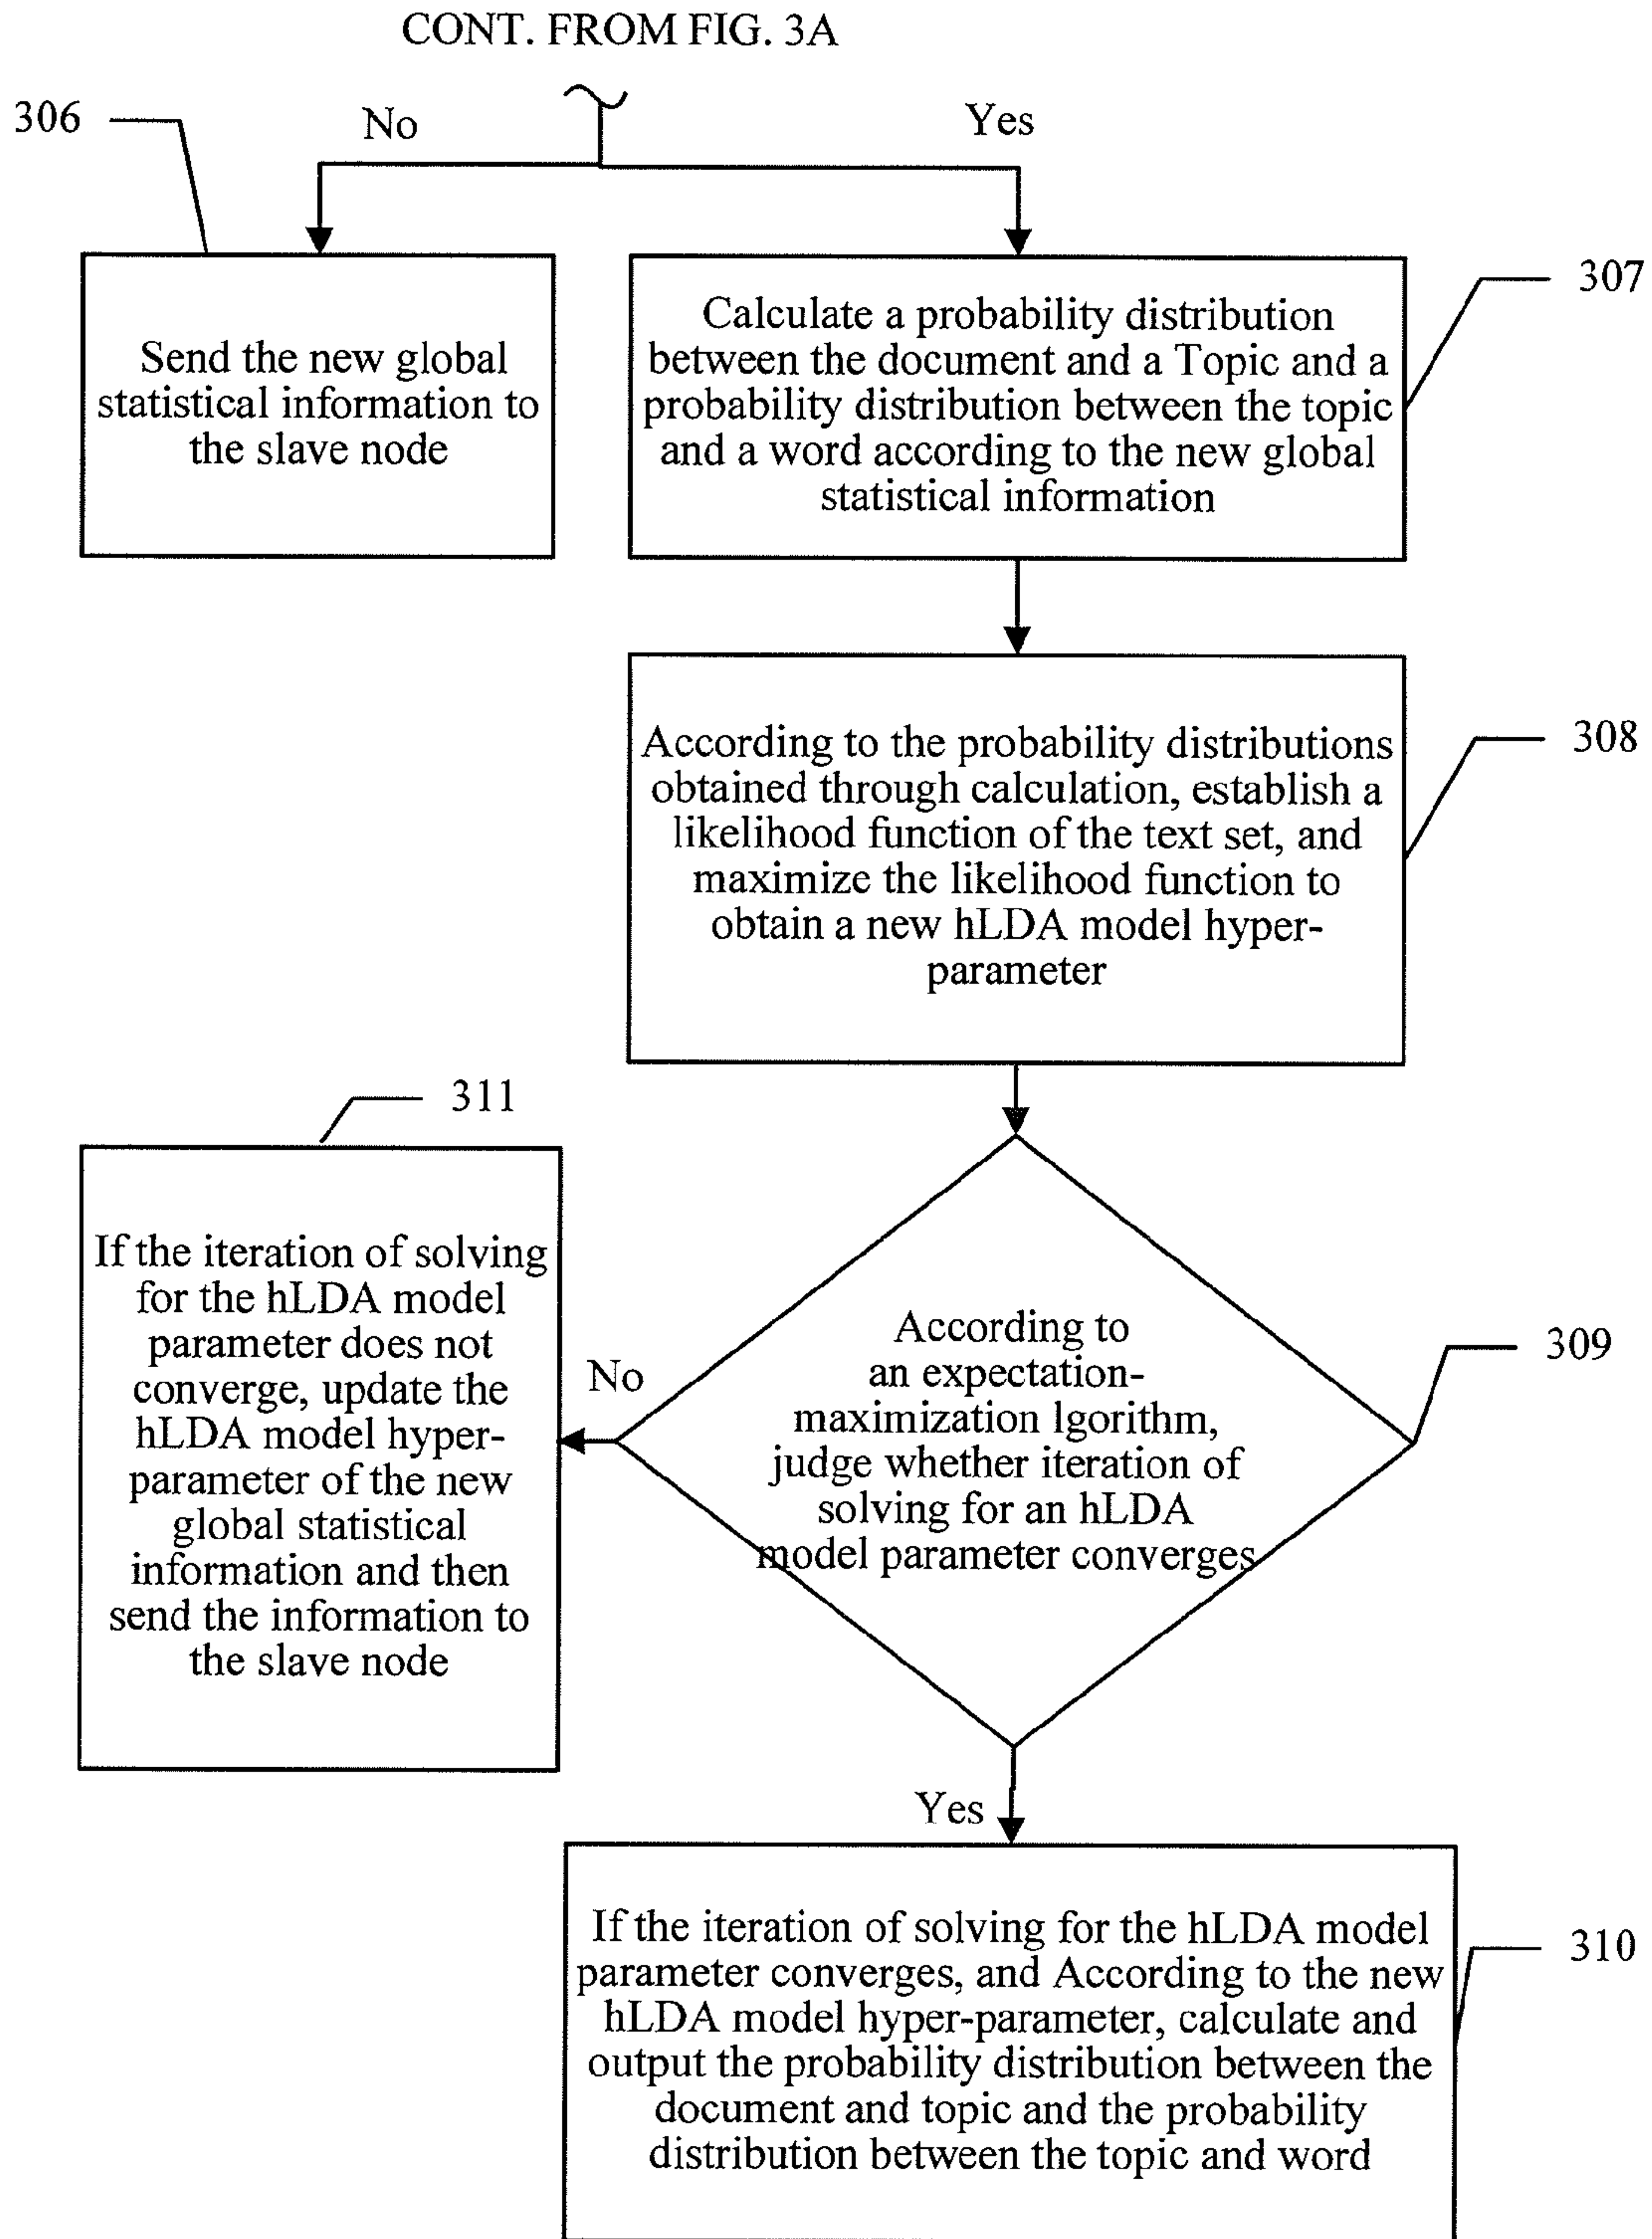 CONT. FROM FIG. 3A
306
No
Yes
Send the new global
statistical information to
the slave node
307
Calculate a probability distribution
between the document and a Topic and a
probability distribution between the topic
and a word according to the new global
statistical information
308
According to the probability distributions
obtained through calculation, establish a
likelihood function of the text set, and
maximize the likelihood function to
obtain a new hLDA model hyper-
parameter
311
If the iteration of solving
for the hLDA model
parameter does not
converge, update the
hLDA model hyper-
parameter of the new
global statistical
information and then
send the information to
the slave node
No
According to
an expectation-
maximization lgorithm,
judge whether iteration of
solving for an hLDA
model parameter converges
309
Yes
If the iteration of solving for the hLDA model
parameter converges, and According to the new
hLDA model hyper-parameter, calculate and
output the probability distribution between the
document and topic and the probability
distribution between the topic and word
310